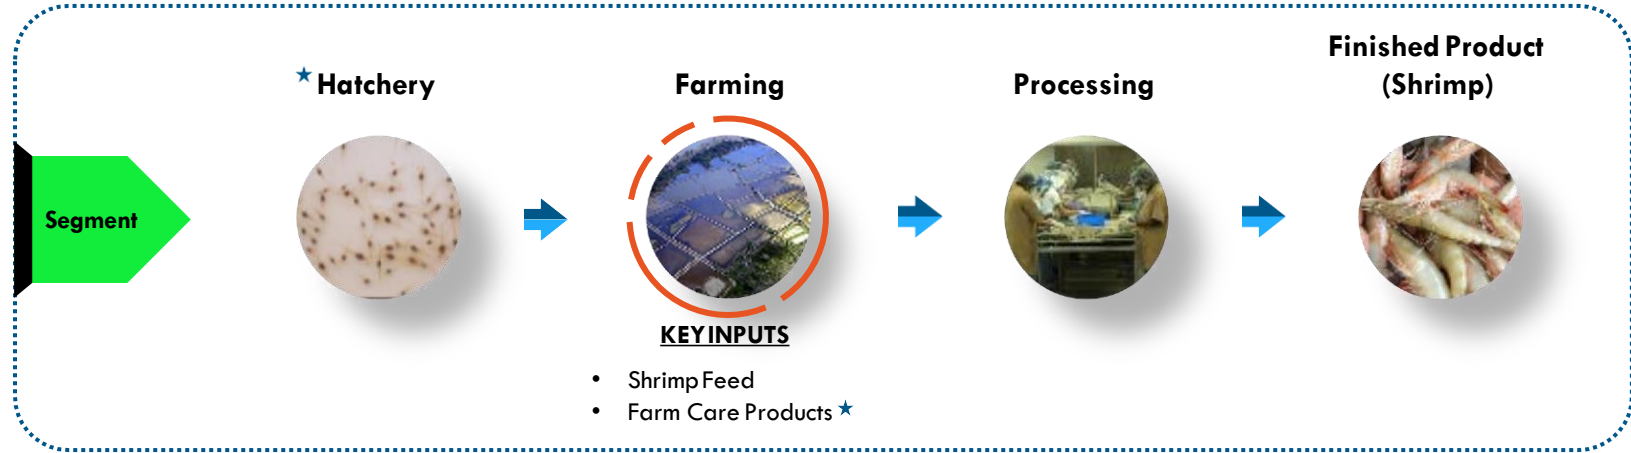 Finished Product
(Shrimp)
★ Hatchery
Farming
Processing
Segment
KEY INPUTS
• Shrimp Feed
• Farm Care Products ★